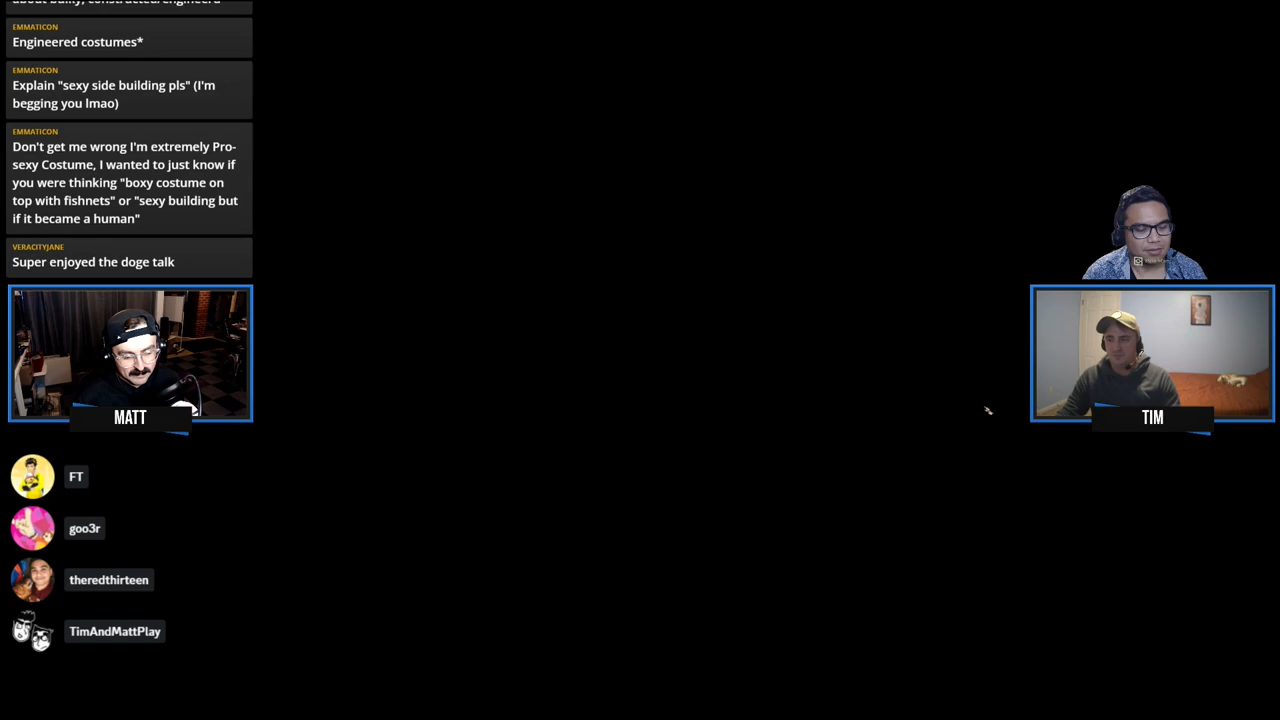 EMMATICON
Engineered costumes*
EMMATICON
Explain "sexy side building pls" (I'm
begging you lmao)
EMMATICON
Don't get me wrong I'm extremely Pro-
sexy Costume, I wanted to just know if
you were thinking "boxy costume on
top with fishnets" or "sexy building but
if it became a human"
VERACITYJANE
Super enjoyed the doge talk
MATT
TIM
FT
goo3r
theredthirteen
TimAndMattPlay